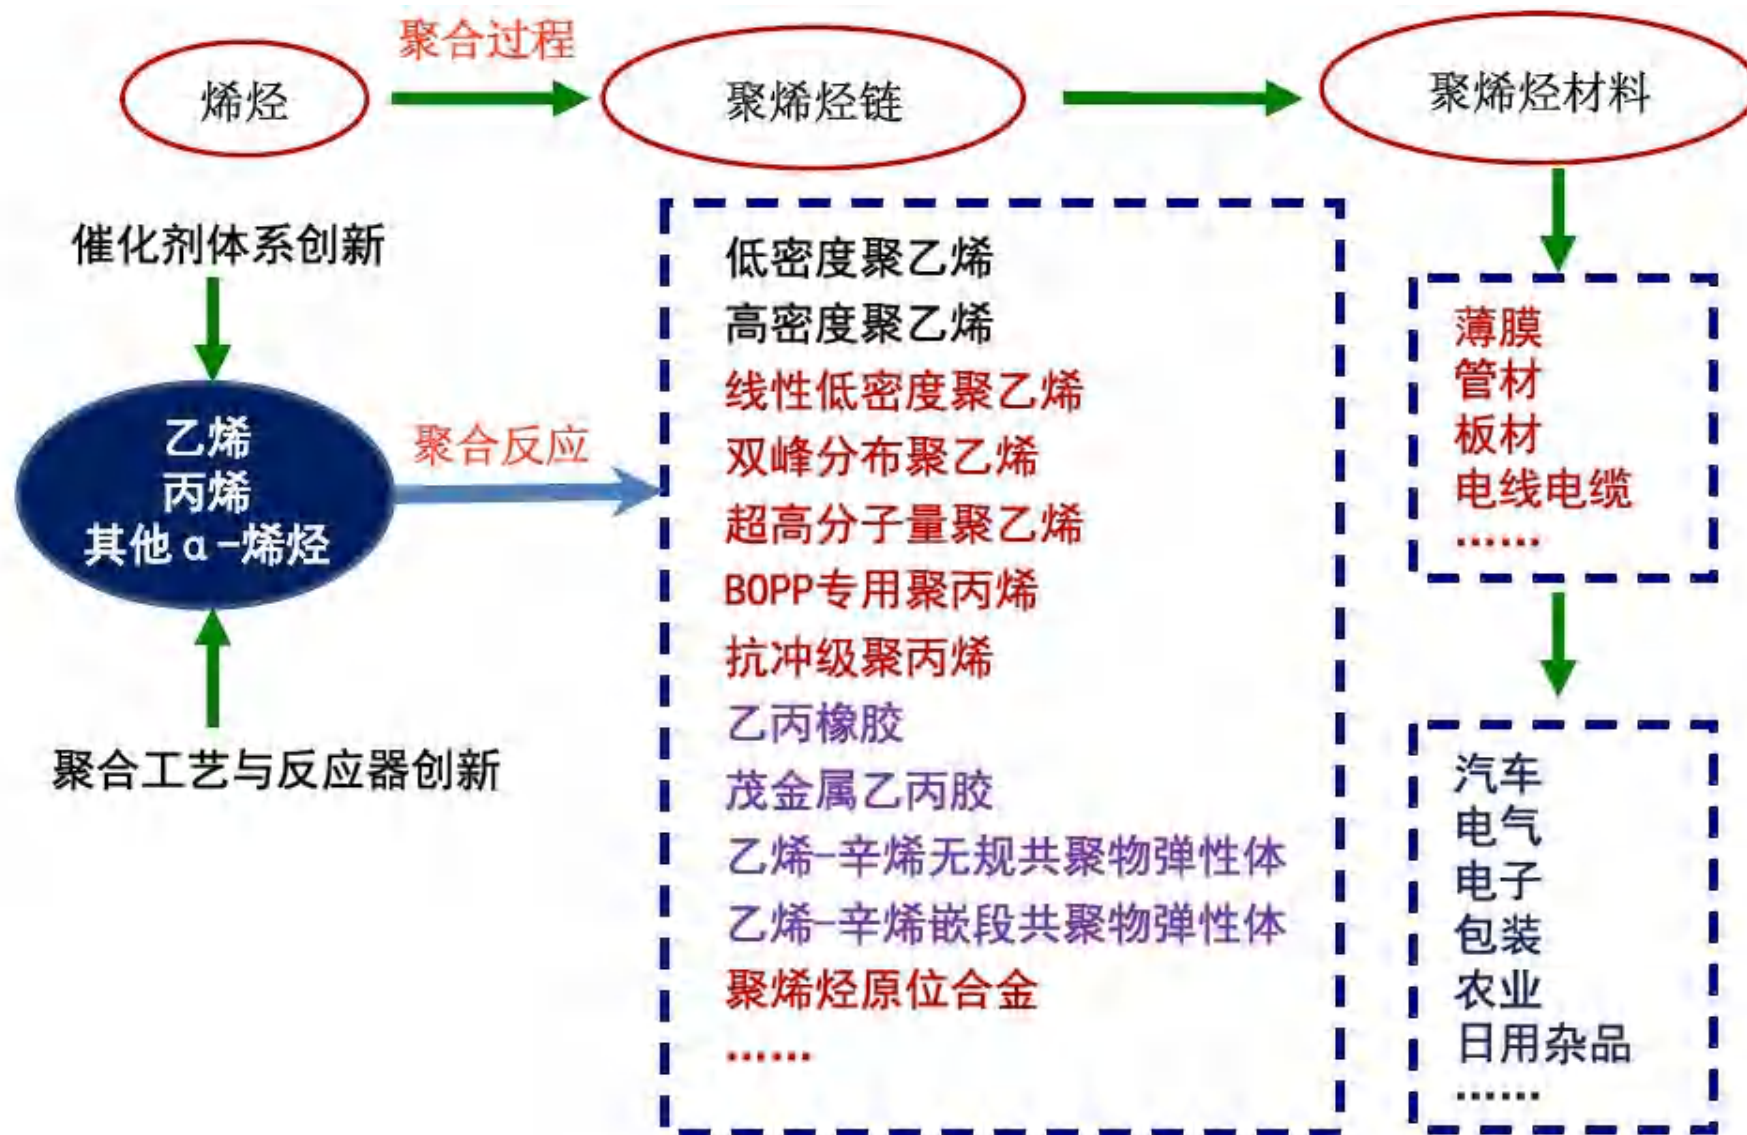 聚合过程
烯烃
聚烯烃链
聚烯烃材料
催化剂体系创新
乙烯
丙烯
其他α-烯烃
聚合反应
聚合工艺与反应器创新
低密度聚乙烯
高密度聚乙烯
线性低密度聚乙烯
双峰分布聚乙烯
超高分子量聚乙烯
BOPP专用聚丙烯
抗冲级聚丙烯
乙丙橡胶
茂金属乙丙胶
乙烯-辛烯无规共聚物弹性体
乙烯-辛烯嵌段共聚物弹性体
聚烯烃原位合金
……
薄膜
管材
板材
电线电缆
……
汽车
电气
电子
包装
农业
日用杂品
……